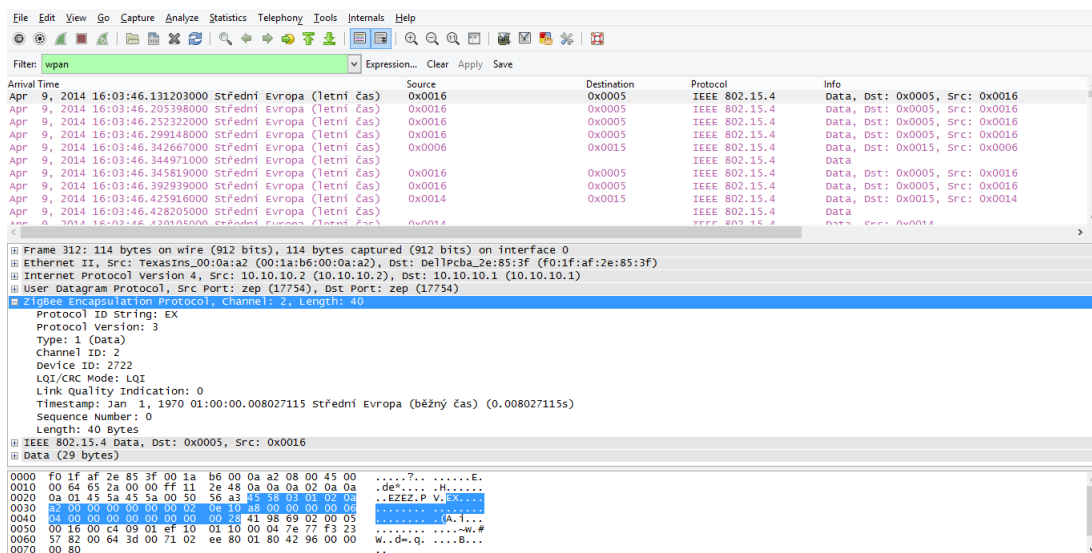 File Edit View Go Capture Analyze Statistics Telephony Tools Internals Help
Filter: wpan Expression... Clear Apply Save
Arrival Time Source Destination Protocol Info
Apr 9, 2014 16:03:46.131203000 Střední Evropa (letní čas) 0x0016 0x0005 IEEE 802.15.4 Data, Dst: 0x0005, Src: 0x0016
Apr 9, 2014 16:03:46.205398000 Střední Evropa (letní čas) 0x0016 0x0005 IEEE 802.15.4 Data, Dst: 0x0005, Src: 0x0016
Apr 9, 2014 16:03:46.252322000 Střední Evropa (letní čas) 0x0016 0x0005 IEEE 802.15.4 Data, Dst: 0x0005, Src: 0x0016
Apr 9, 2014 16:03:46.299148000 Střední Evropa (letní čas) 0x0016 0x0005 IEEE 802.15.4 Data, Dst: 0x0005, Src: 0x0016
Apr 9, 2014 16:03:46.342667000 Střední Evropa (letní čas) 0x0006 0x0015 IEEE 802.15.4 Data, Dst: 0x0015, Src: 0x0006
Apr 9, 2014 16:03:46.344971000 Střední Evropa (letní čas) IEEE 802.15.4 Data
Apr 9, 2014 16:03:46.345819000 Střední Evropa (letní čas) 0x0016 0x0005 IEEE 802.15.4 Data, Dst: 0x0005, Src: 0x0016
Apr 9, 2014 16:03:46.392939000 Střední Evropa (letní čas) 0x0016 0x0005 IEEE 802.15.4 Data, Dst: 0x0005, Src: 0x0016
Apr 9, 2014 16:03:46.425916000 Střední Evropa (letní čas) 0x0014 0x0015 IEEE 802.15.4 Data, Dst: 0x0015, Src: 0x0014
Apr 9, 2014 16:03:46.428205000 Střední Evropa (letní čas) IEEE 802.15.4 Data
Apr 9, 2014 16:03:46.439105000 Střední Evropa (letní čas) 0x0014 IEEE 802.15.4 Data, Src: 0x0014
Frame 312: 114 bytes on wire (912 bits), 114 bytes captured (912 bits) on interface 0
Ethernet II, Src: TexasIns_00:0a:a2 (00:1a:b6:00:0a:a2), Dst: DellPcba_2e:85:3f (f0:1f:af:2e:85:3f)
Internet Protocol Version 4, Src: 10.10.10.2 (10.10.10.2), Dst: 10.10.10.1 (10.10.10.1)
User Datagram Protocol, Src Port: zep (17754), Dst Port: zep (17754)
ZigBee Encapsulation Protocol, Channel: 2, Length: 40
Protocol ID String: EX
Protocol Version: 3
Type: 1 (Data)
Channel ID: 2
Device ID: 2722
LQI/CRC Mode: LQI
Link Quality Indication: 0
Timestamp: Jan 1, 1970 01:00:00.008027115 Střední Evropa (běžný čas) (0.008027115s)
Sequence Number: 0
Length: 40 Bytes
IEEE 802.15.4 Data, Dst: 0x0005, Src: 0x0016
Data (29 bytes)
0000 f0 1f af 2e 85 3f 00 1a b6 00 0a a2 08 00 45 00 .....?.. ......E.
0010 00 64 65 2a 00 00 ff 11 2e 48 0a 0a 0a 02 0a 0a .de*.... .H......
0020 0a 01 45 5a 45 5a 00 50 56 a3 45 58 03 01 02 0a ..EZEZ.P V.EX....
0030 a2 00 00 00 00 00 00 02 0e 10 a8 00 00 00 00 06 ........ ........
0040 04 00 00 00 00 00 00 00 00 28 41 98 69 02 00 05 ........ .(A.i...
0050 00 16 00 c4 09 01 ef 10 01 10 00 04 7e 77 f3 23 ........ ....~w.#
0060 57 82 00 64 3d 00 71 02 ee 80 01 80 42 96 00 00 W..d=.q. ....B...
0070 00 80 ..